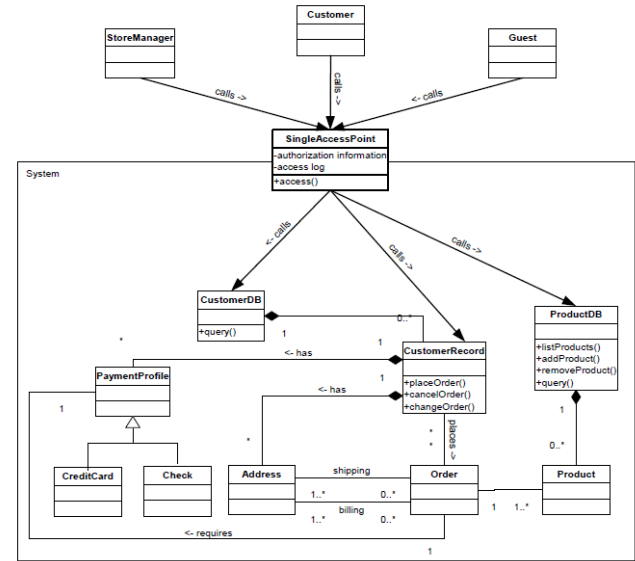 Customer
StoreManager
Guest
calls ->
calls ->
<- calls
SingleAccessPoint
-authorization information
-access log
+access()
System
<- calls
calls ->
calls ->
CustomerDB
+query()
1
0..*
1
ProductDB
+listProducts()
+addProduct()
+removeProduct()
+query()
*
<- has
CustomerRecord
+placeOrder()
+cancelOrder()
+changeOrder()
PaymentProfile
1
<- has
1
1
*
*
*
places ->
0..*
CreditCard
Check
Address
shipping
Order
Product
1..*
0..*
billing
1..*
0..*
1
1..*
<- requires
1